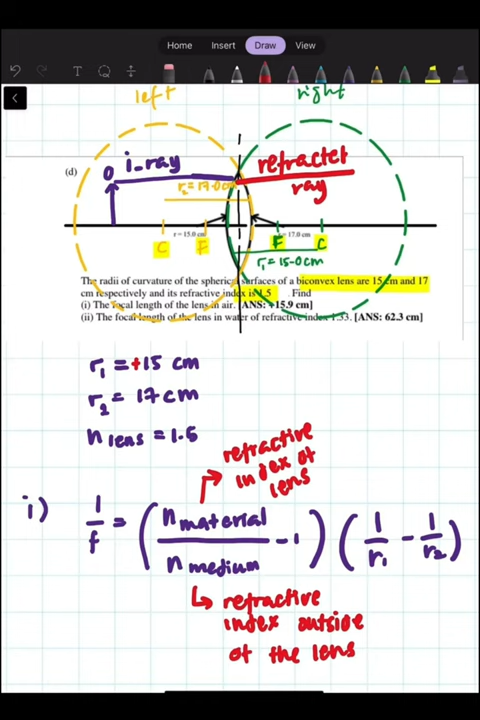 Home Insert Draw View
left right
(d)
O i-ray refracted
ray
r2 = 17.0cm
r = 15.0 cm = 17.0 cm
C F F C
r1 = 15.0cm
The radii of curvature of the spherical surfaces of a biconvex lens are 15 cm and 17
cm respectively and its refractive index is 1.5 Find
(i) The focal length of the lens in air. [ANS: +15.9 cm]
(ii) The focal length of the lens in water of refractive index 1.33. [ANS: 62.3 cm]
r1 = +15 cm
r2 = 17 cm
n lens = 1.5
refractive
index of
lens
i) 1/f = (n material/n medium - 1) (1/r1 - 1/r2)
refractive
index outside
of the lens